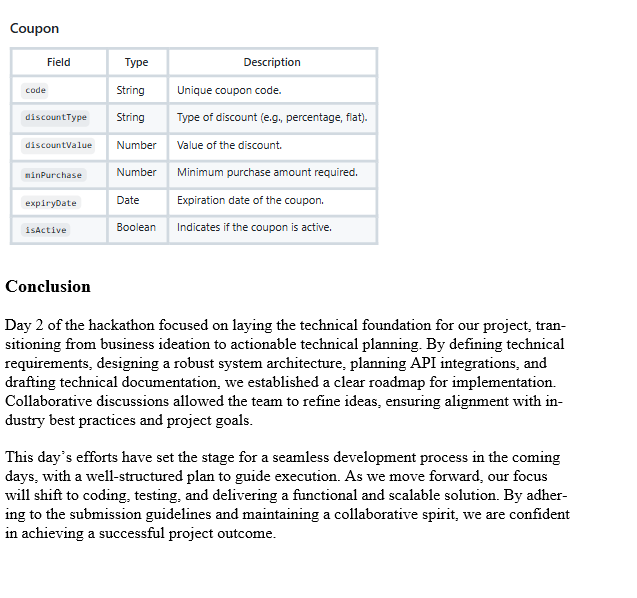 Coupon
Field Type Description
code String Unique coupon code.
discountType String Type of discount (e.g., percentage, flat).
discountValue Number Value of the discount.
minPurchase Number Minimum purchase amount required.
expiryDate Date Expiration date of the coupon.
isActive Boolean Indicates if the coupon is active.
Conclusion
Day 2 of the hackathon focused on laying the technical foundation for our project, tran-
sitioning from business ideation to actionable technical planning. By defining technical
requirements, designing a robust system architecture, planning API integrations, and
drafting technical documentation, we established a clear roadmap for implementation.
Collaborative discussions allowed the team to refine ideas, ensuring alignment with in-
dustry best practices and project goals.
This day's efforts have set the stage for a seamless development process in the coming
days, with a well-structured plan to guide execution. As we move forward, our focus
will shift to coding, testing, and delivering a functional and scalable solution. By adher-
ing to the submission guidelines and maintaining a collaborative spirit, we are confident
in achieving a successful project outcome.